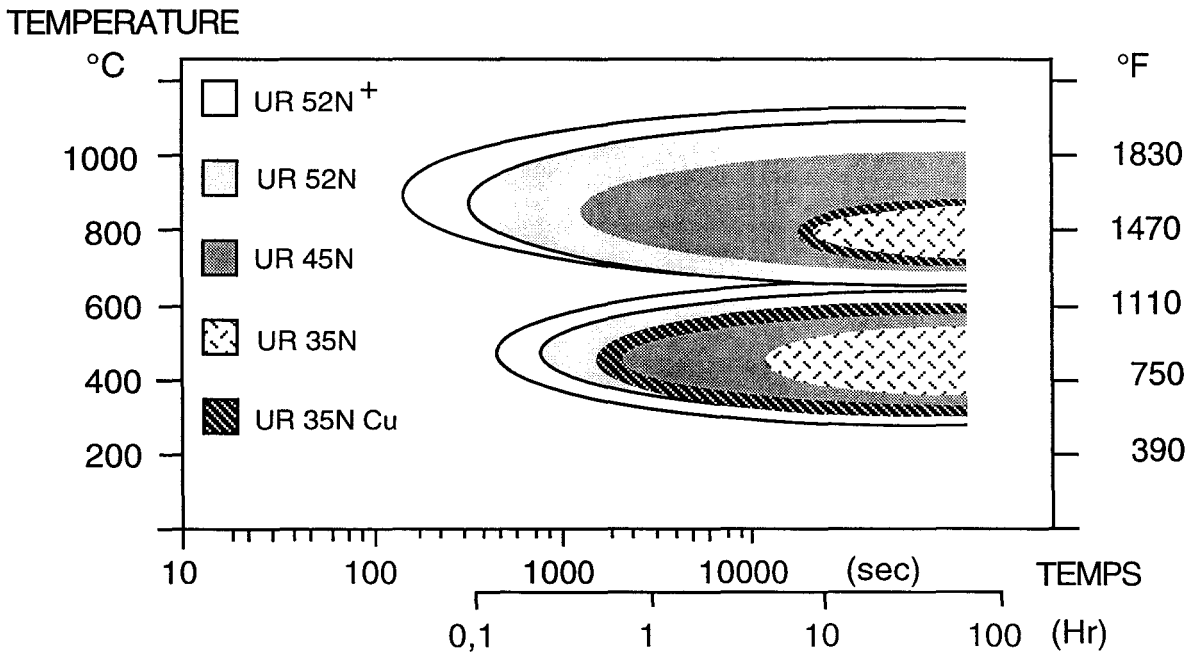 TEMPERATURE
°C
°F
UR 52N+
UR 52N
UR 45N
UR 35N
UR 35N Cu
1000
800
600
400
200
1830
1470
1110
750
390
10 100 1000 10000 (sec) TEMPS
0,1 1 10 100 (Hr)